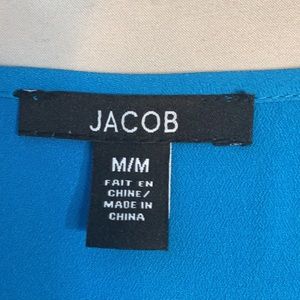 JACOB
M/M
FAIT EN
CHINE/
MADE IN
CHINA